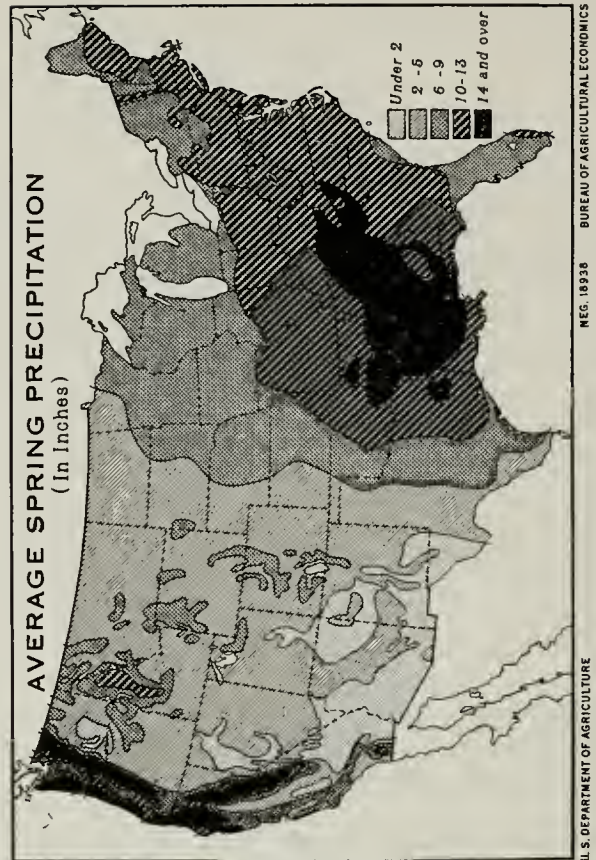 AVERAGE SPRING PRECIPITATION
(In Inches)
Under 2
2 - 5
6 - 9
10-13
14 and over
U. S. DEPARTMENT OF AGRICULTURE
NEG. 18938
BUREAU OF AGRICULTURAL ECONOMICS